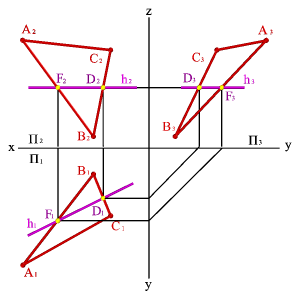 z
A₂
A₃
C₂
C₃
F₂
D₂
h₂
D₃
h₃
F₃
B₂
B₃
Π₂
Π₃
x
y
Π₁
B₁
F₁
D₁
h₁
C₁
A₁
y